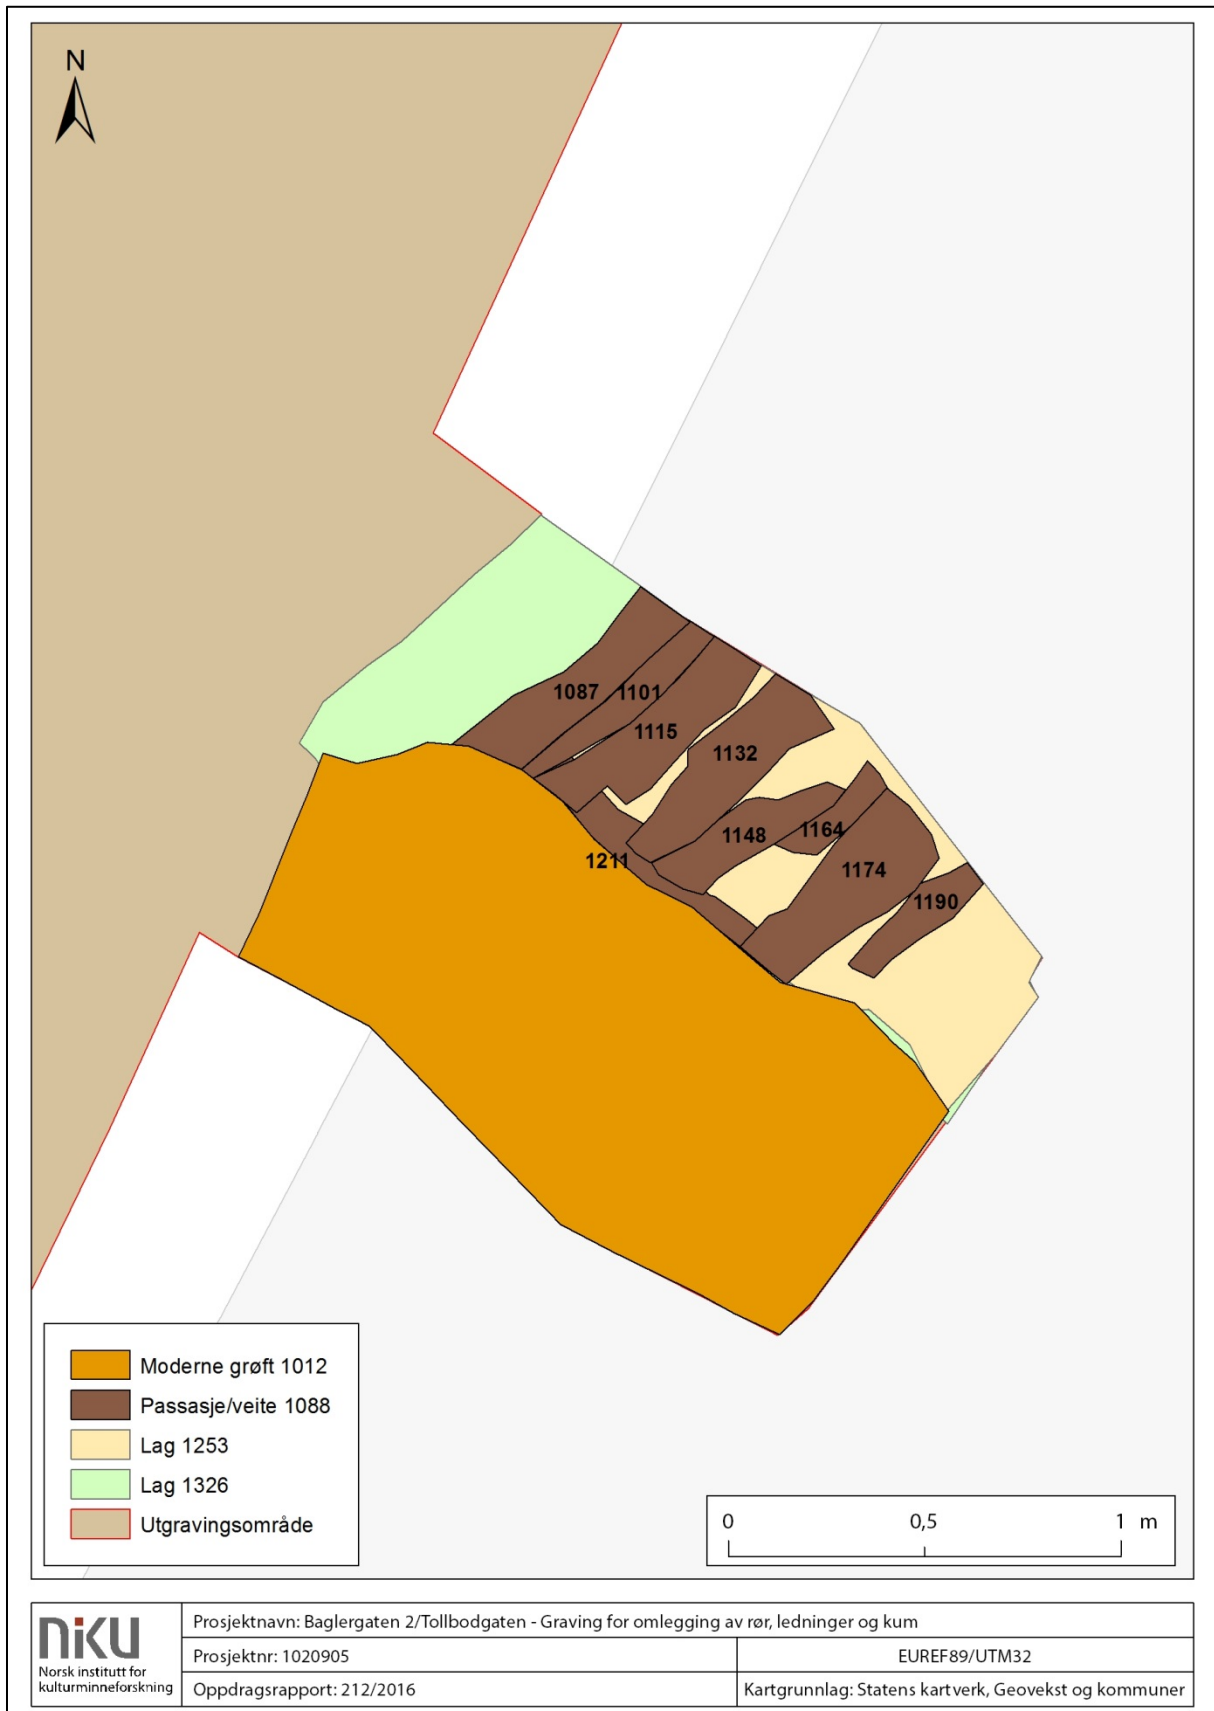 N
1087
1101
1115
1132
1148
1164
1174
1190
1211
Moderne grøft 1012
Passasje/veite 1088
Lag 1253
Lag 1326
Utgravingsområde
0 0,5 1 m
niku
Norsk institutt for
kulturminneforskning
Prosjektnavn: Baglergaten 2/Tollbodgaten - Graving for omlegging av rør, ledninger og kum
Prosjektnr: 1020905 EUREF89/UTM32
Oppdragsrapport: 212/2016 Kartgrunnlag: Statens kartverk, Geovekst og kommuner